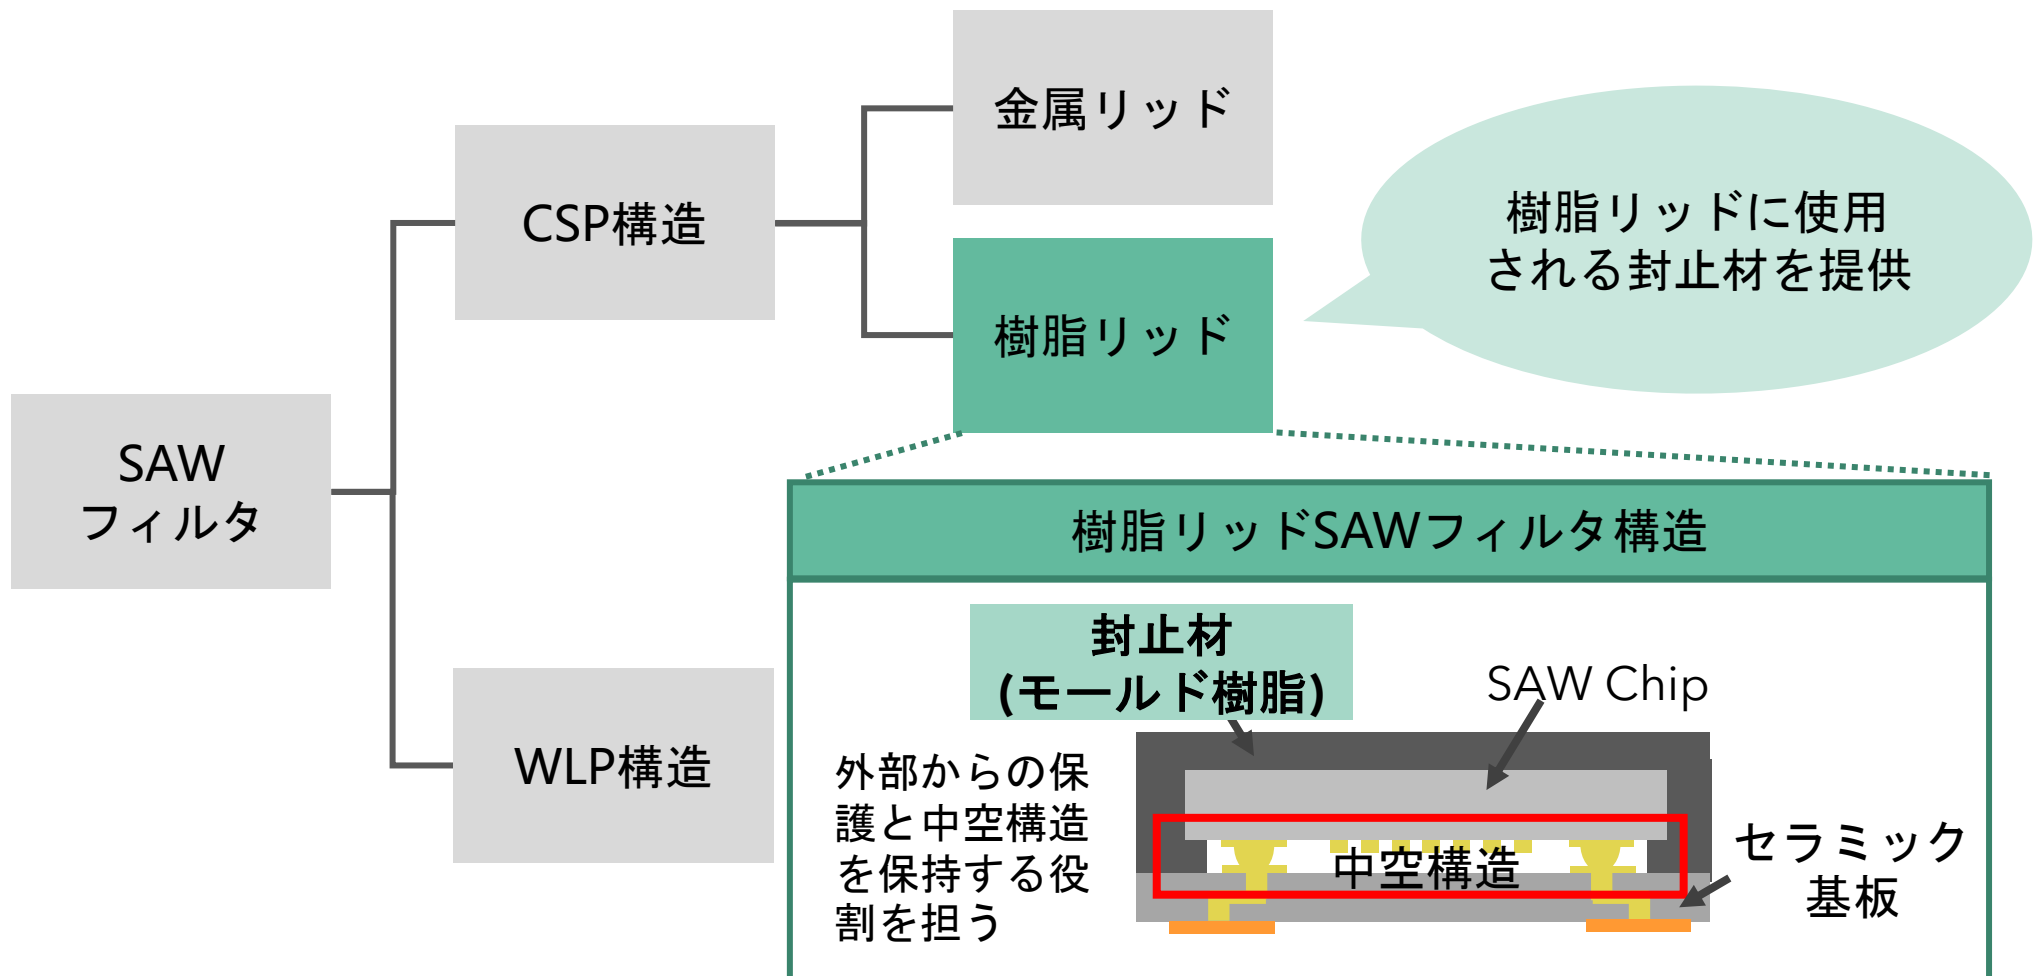 金属リッド
CSP構造
樹脂リッドに使用
される封止材を提供
樹脂リッド
SAW
フィルタ
樹脂リッドSAWフィルタ構造
封止材
(モールド樹脂)
SAW Chip
WLP構造
外部からの保
護と中空構造
を保持する役
割を担う
中空構造
セラミック
基板